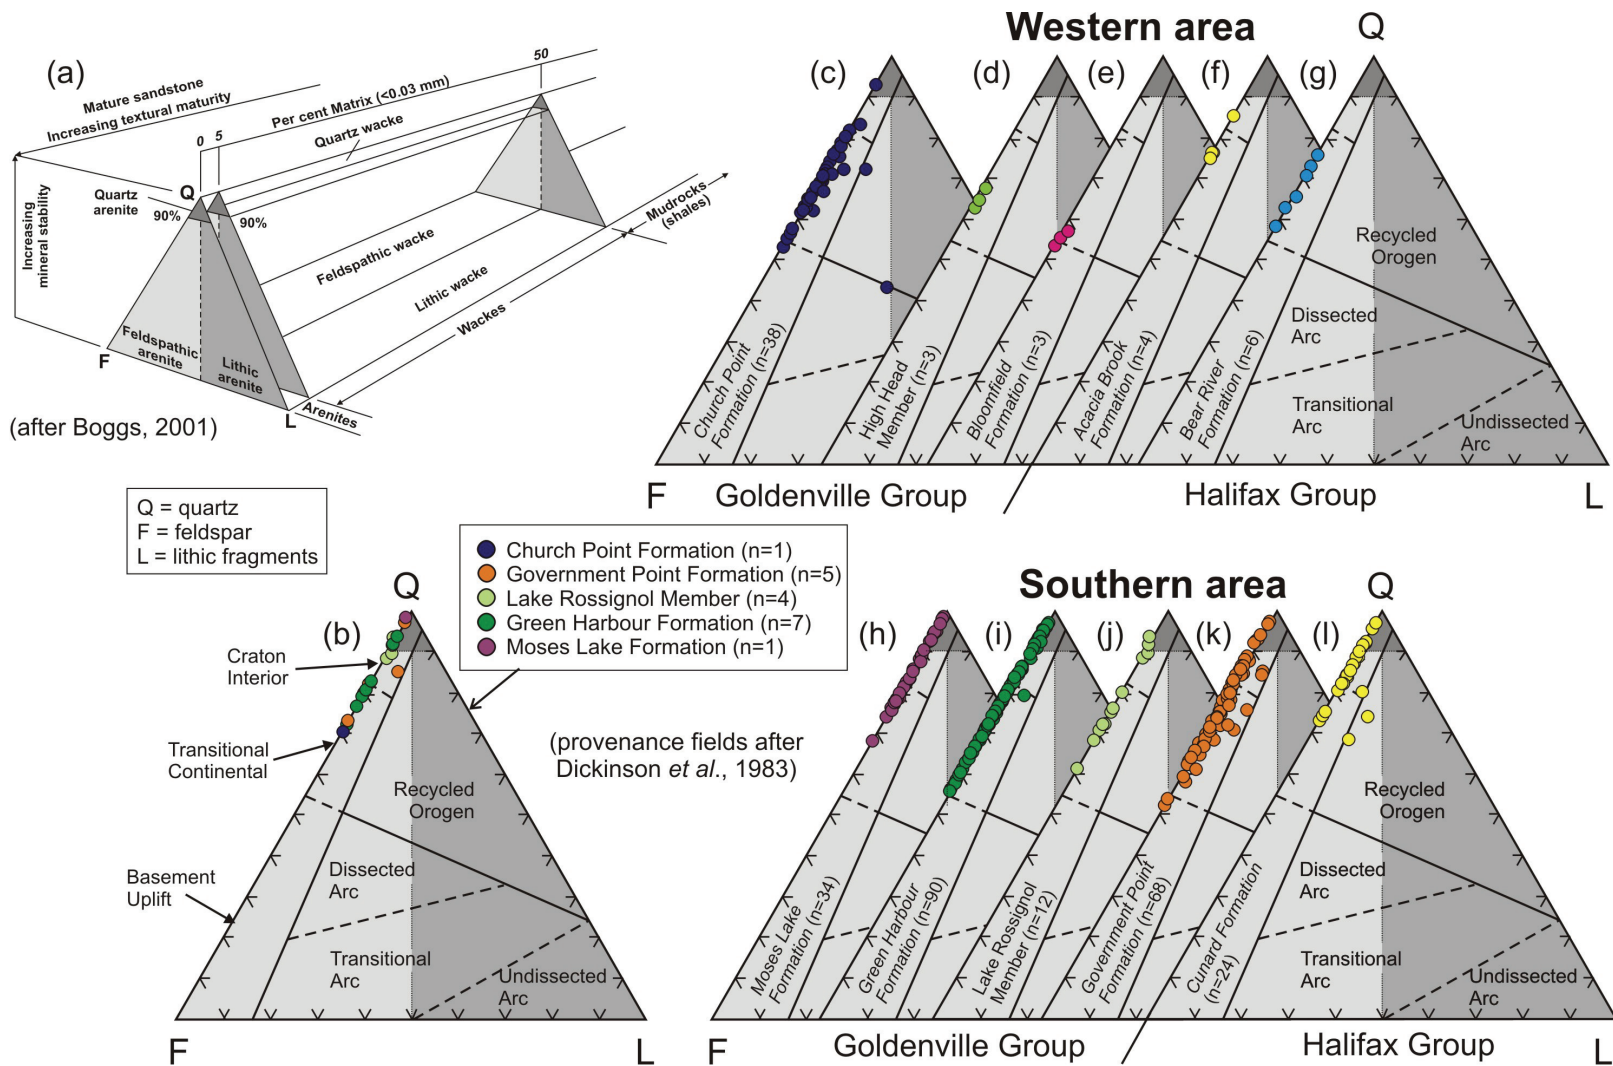 (a)
Mature sandstone
Increasing textural maturity
Increasing
mineral stability
0
5
50
Per cent Matrix (<0.03 mm)
Quartz wacke
Q
Quartz
arenite
90%
90%
Feldspathic wacke
Lithic wacke
Wackes
Mudrocks
(shales)
Feldspathic
arenite
Lithic
arenite
Arenites
F
L
(after Boggs, 2001)
Q = quartz
F = feldspar
L = lithic fragments
Western area
Q
(c)
(d)
(e)
(f)
(g)
Recycled
Orogen
Dissected
Arc
Transitional
Arc
Undissected
Arc
Church Point
Formation (n=38)
High Head
Member (n=3)
Bloomfield
Formation (n=3)
Acacia Brook
Formation (n=4)
Bear River
Formation (n=6)
F
Goldenville Group
Halifax Group
L
Church Point Formation (n=1)
Government Point Formation (n=5)
Lake Rossignol Member (n=4)
Green Harbour Formation (n=7)
Moses Lake Formation (n=1)
(b)
Q
Craton
Interior
Transitional
Continental
Basement
Uplift
Recycled
Orogen
Dissected
Arc
Transitional
Arc
Undissected
Arc
F
L
(provenance fields after
Dickinson et al., 1983)
Southern area
Q
(h)
(i)
(j)
(k)
(l)
Recycled
Orogen
Dissected
Arc
Transitional
Arc
Undissected
Arc
Moses Lake
Formation (n=34)
Green Harbour
Formation (n=90)
Lake Rossignol
Member (n=12)
Government Point
Formation (n=68)
Cunard Formation
(n=24)
F
Goldenville Group
Halifax Group
L